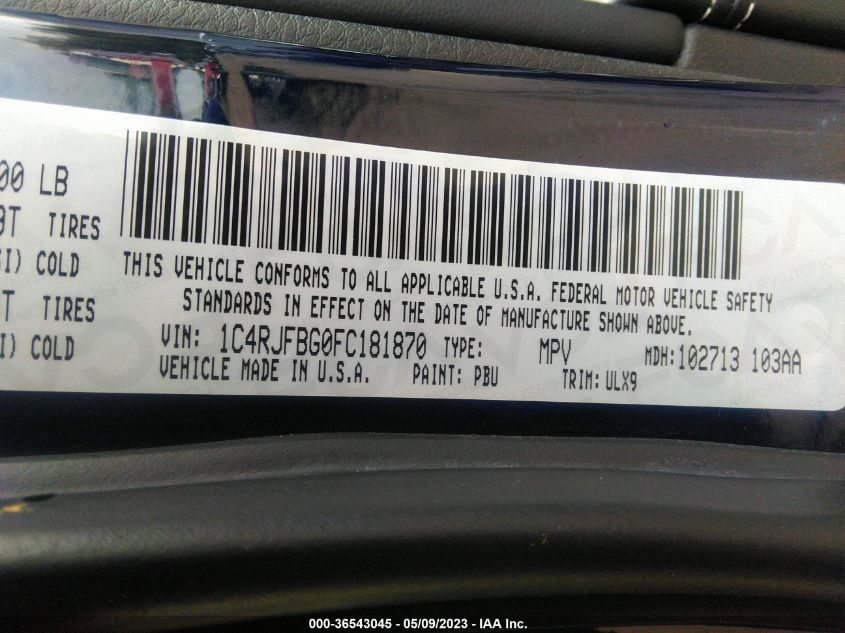 00 LB
TIRES
COLD
THIS VEHICLE CONFORMS TO ALL APPLICABLE U.S.A. FEDERAL MOTOR VEHICLE SAFETY
STANDARDS IN EFFECT ON THE DATE OF MANUFACTURE SHOWN ABOVE.
T TIRES
VIN: 1C4RJFBG0FC181870 TYPE: MPV MDH:102713 103AA
I) COLD
VEHICLE MADE IN U.S.A. PAINT: PBU TRIM:ULX9
000-36543045 / 05/09/2023 - IAA Inc.